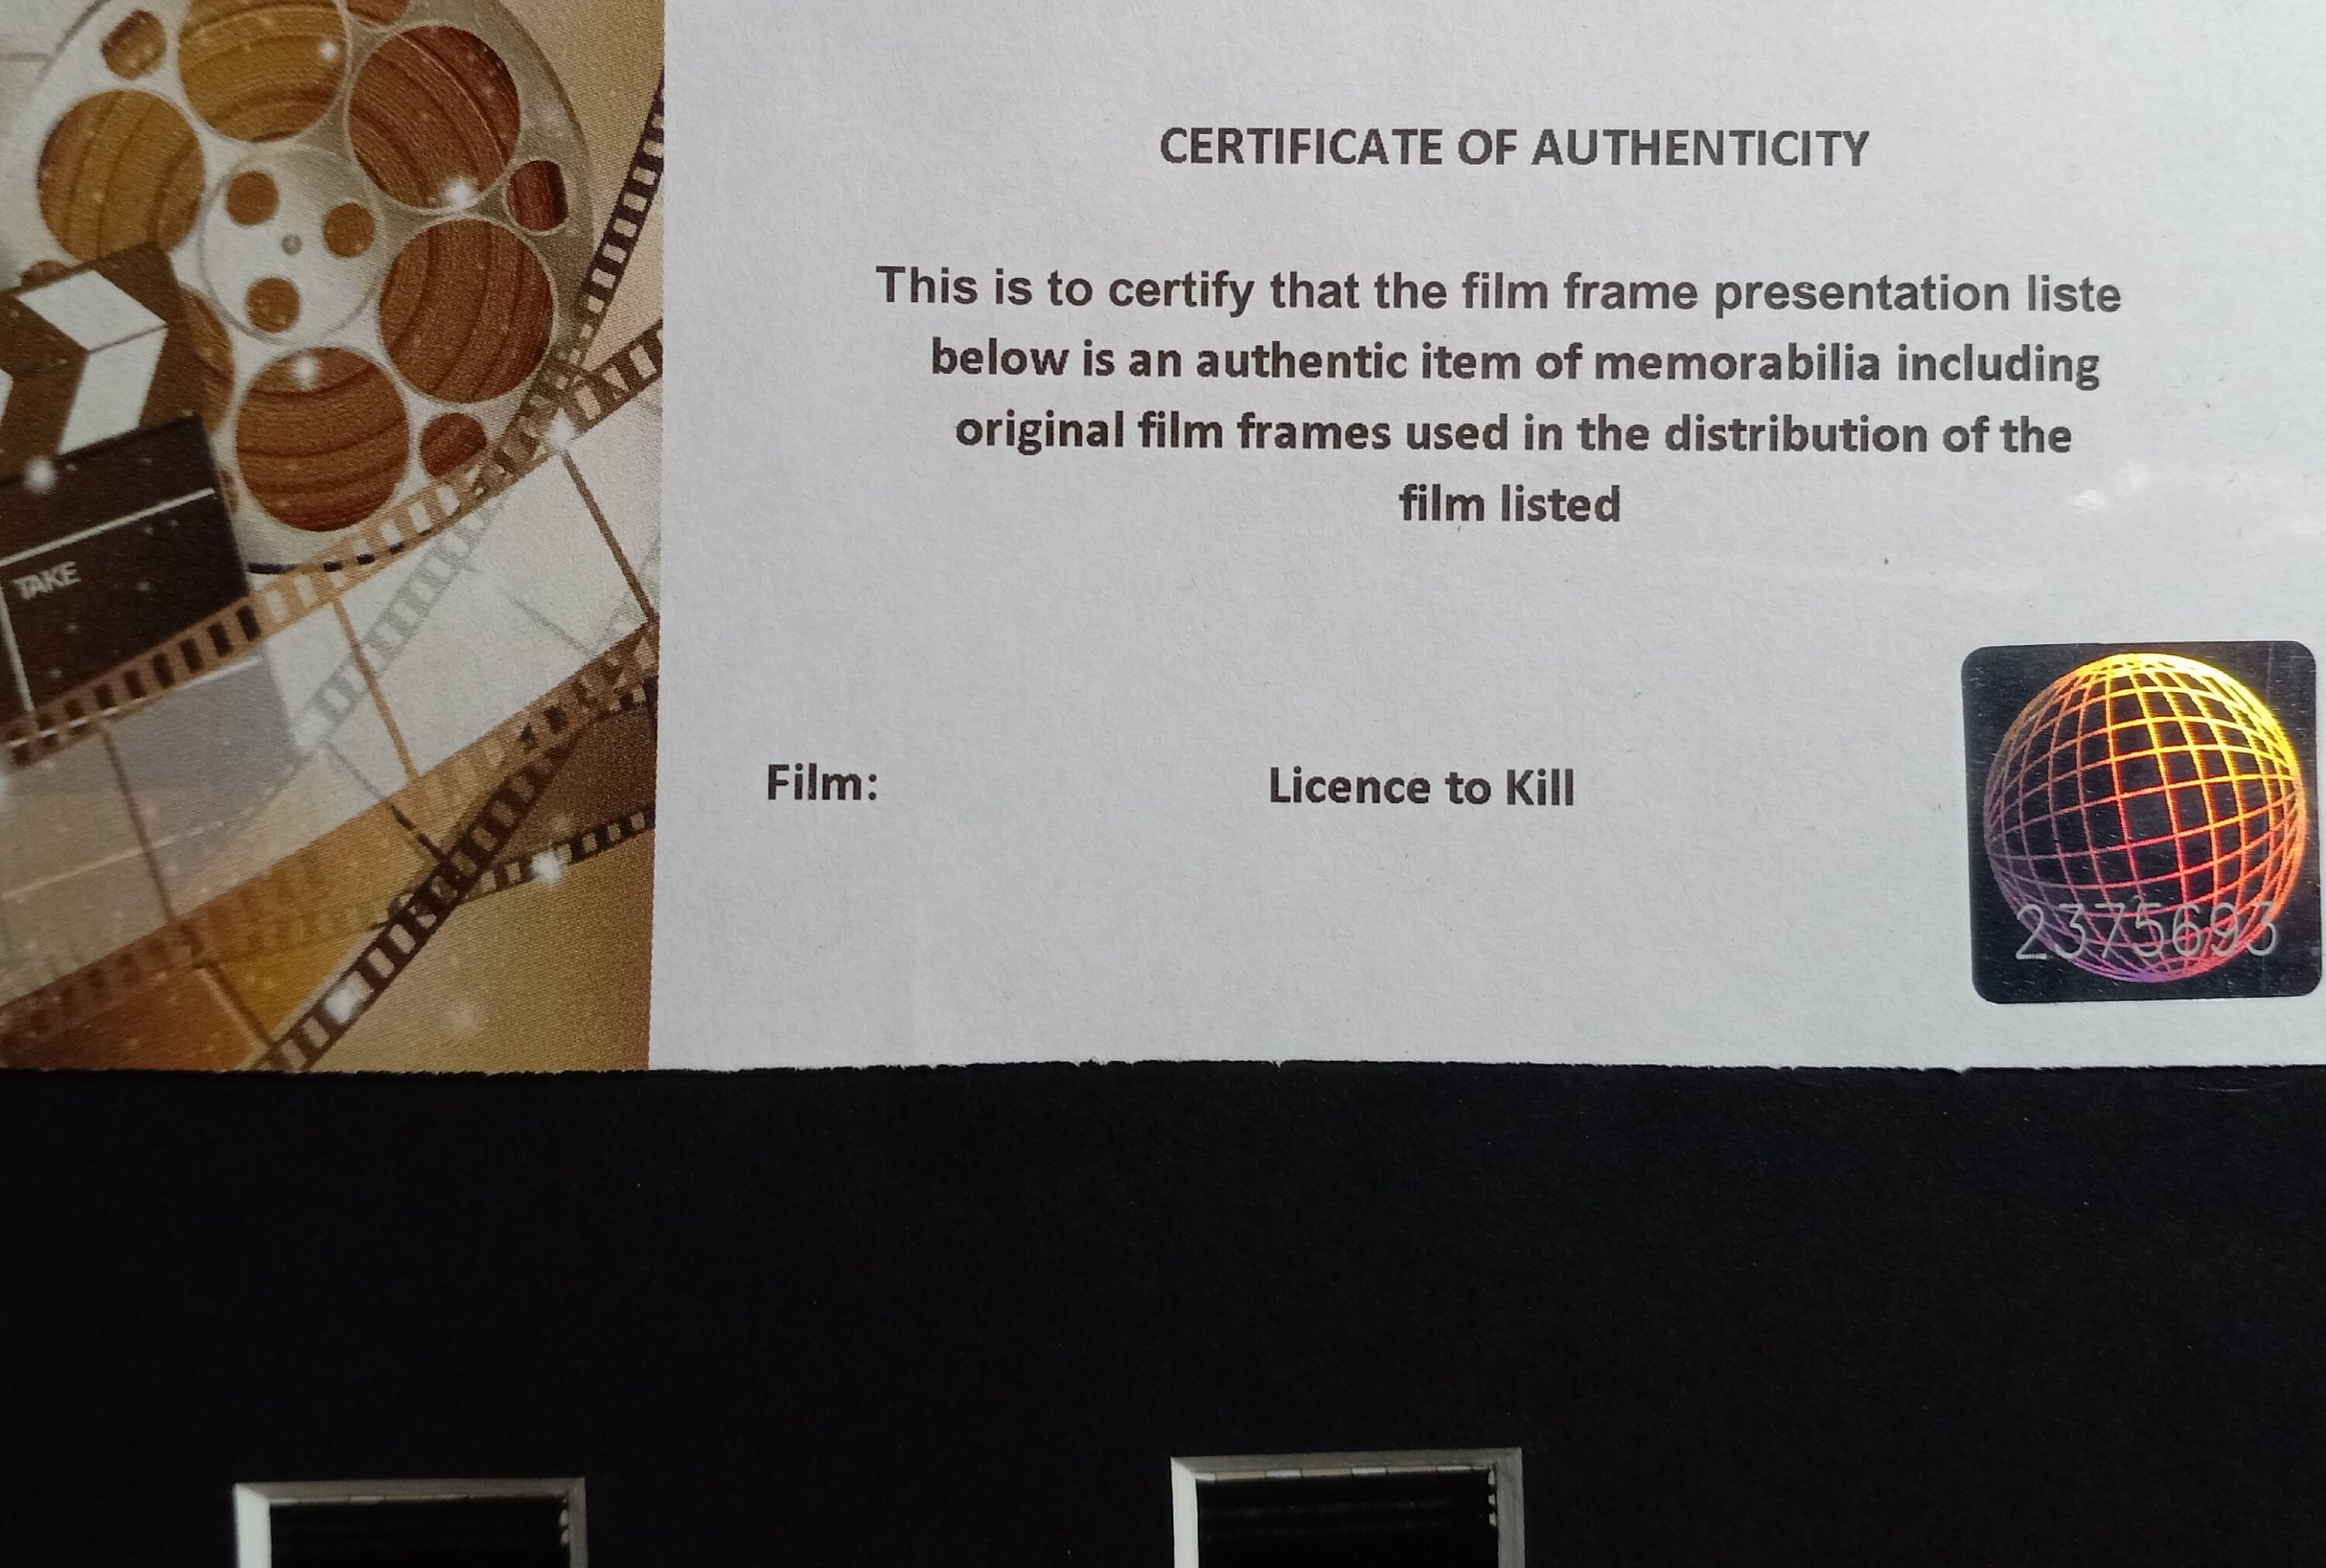 CERTIFICATE OF AUTHENTICITY
This is to certify that the film frame presentation liste
below is an authentic item of memorabilia including
original film frames used in the distribution of the
film listed
TAKE
Film: Licence to Kill
2375693